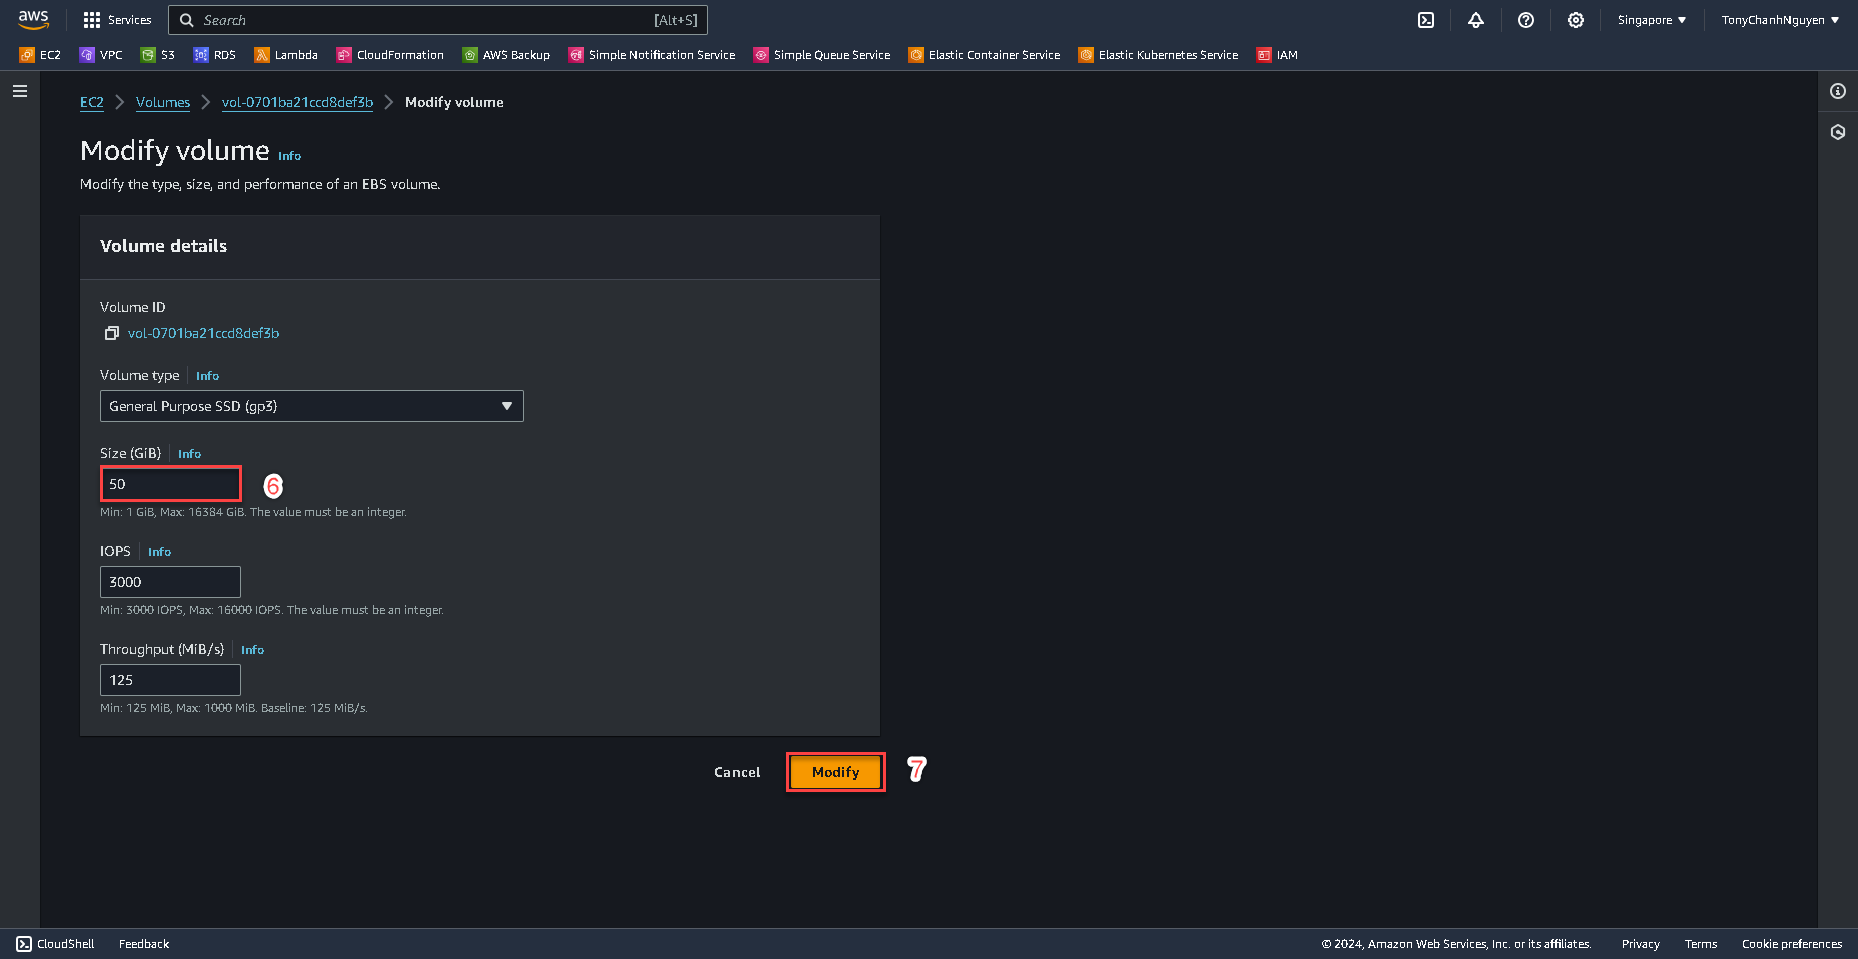 aws Services Search [Alt+S] Singapore ▼ TonyChanhNguyen ▼
EC2 VPC S3 RDS Lambda CloudFormation AWS Backup Simple Notification Service Simple Queue Service Elastic Container Service Elastic Kubernetes Service IAM
EC2 > Volumes > vol-0701ba21ccd8def3b > Modify volume
Modify volume Info
Modify the type, size, and performance of an EBS volume.
Volume details
Volume ID
vol-0701ba21ccd8def3b
Volume type Info
General Purpose SSD (gp3)
Size (GiB) Info
50 6
Min: 1 GiB, Max: 16384 GiB. The value must be an integer.
IOPS Info
3000
Min: 3000 IOPS, Max: 16000 IOPS. The value must be an integer.
Throughput (MiB/s) Info
125
Min: 125 MiB, Max: 1000 MiB. Baseline: 125 MiB/s.
Cancel Modify 7
CloudShell Feedback © 2024, Amazon Web Services, Inc. or its affiliates. Privacy Terms Cookie preferences